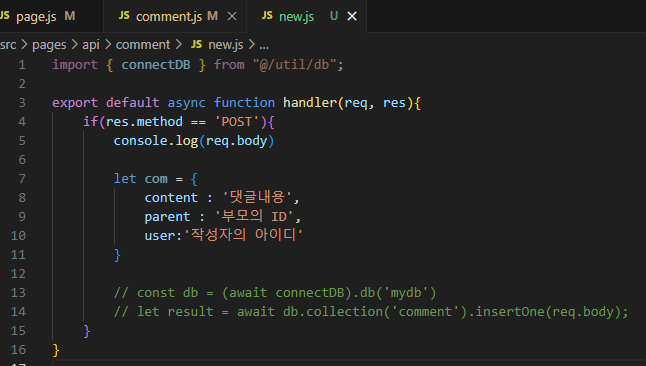 JS page.js M JS comment.js M × JS new.js U ×
src > pages > api > comment > JS new.js > ...
1 import { connectDB } from "@/util/db";
2
3 export default async function handler(req, res){
4 if(res.method == 'POST'){
5 console.log(req.body)
6
7 let com = {
8 content : '댓글내용',
9 parent : '부모의 ID',
10 user:'작성자의 아이디'
11 }
12
13 // const db = (await connectDB).db('mydb')
14 // let result = await db.collection('comment').insertOne(req.body);
15 }
16 }
17